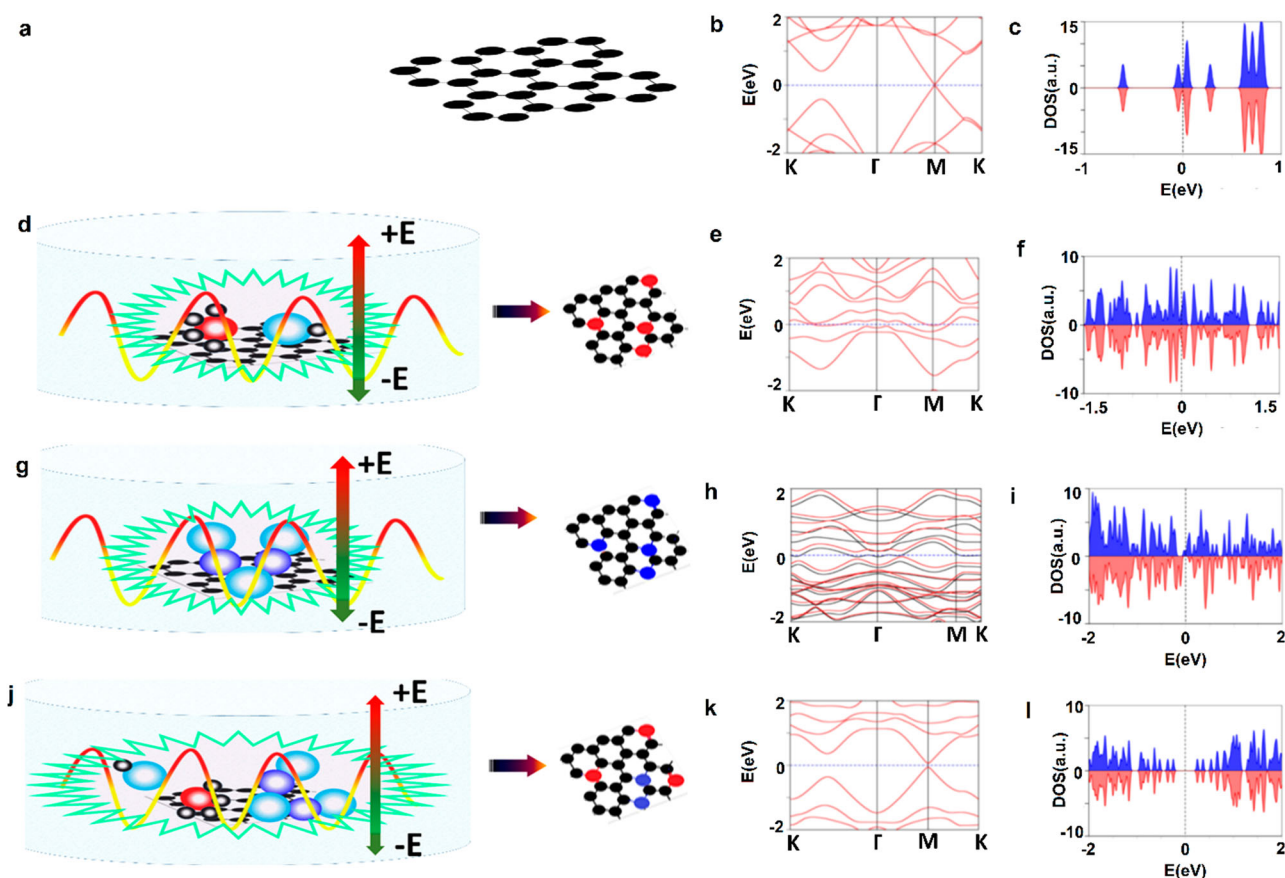 a
b
E(eV)
2
0
2
K Γ M K
c
DOS(a.u.)
15
0
-15
-1 0 1
E(eV)
d
+E
-E
e
E(eV)
2
0
-2
K Γ M K
f
DOS(a.u.)
10
0
-10
-1.5 0 1.5
E(eV)
g
+E
-E
h
E(eV)
2
0
-2
K Γ M K
i
DOS(a.u.)
10
0
-10
-2 0 2
E(eV)
j
+E
-E
k
E(eV)
2
0
-2
K Γ M K
l
DOS(a.u.)
10
0
-10
-2 0 2
E(eV)